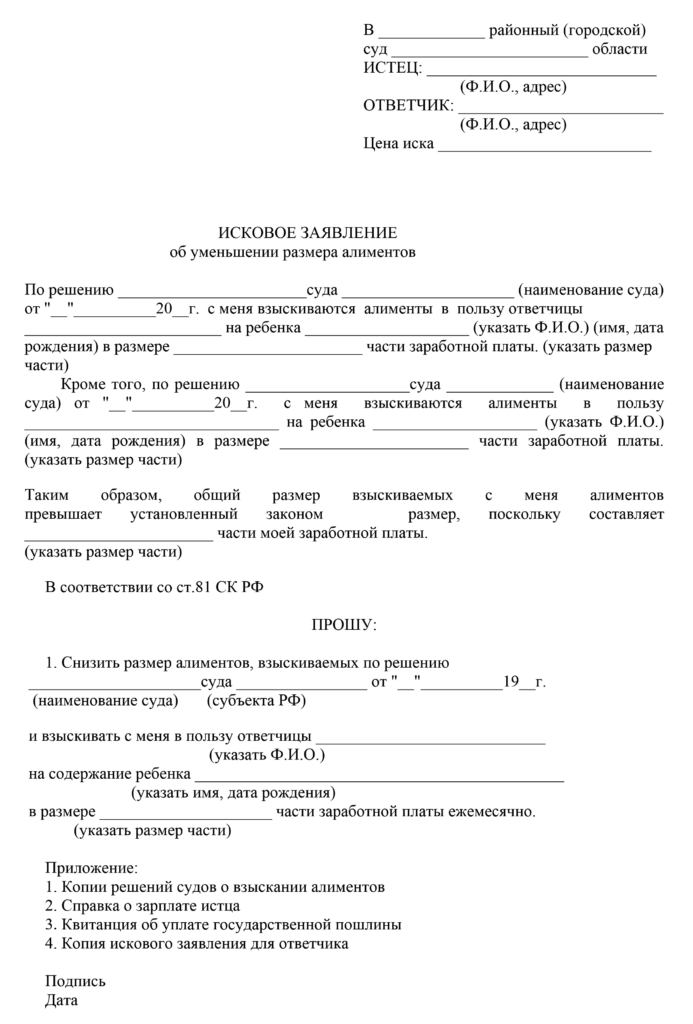 В _____________ районный (городской)
суд ________________________ области
ИСТЕЦ: ____________________________
(Ф.И.О., адрес)
ОТВЕТЧИК: _________________________
(Ф.И.О., адрес)
Цена иска __________________________
ИСКОВОЕ ЗАЯВЛЕНИЕ
об уменьшении размера алиментов
По решению _______________________суда _____________________ (наименование суда)
от "__"__________20__г. с меня взыскиваются алименты в пользу ответчицы
________________________ на ребенка ____________________ (указать Ф.И.О.) (имя, дата
рождения) в размере _______________________ части заработной платы. (указать размер
части)
Кроме того, по решению ____________________суда _____________ (наименование
суда) от "__"__________20__г. с меня взыскиваются алименты в пользу
_______________________________ на ребенка ____________________ (указать Ф.И.О.)
(имя, дата рождения) в размере _______________________ части заработной платы.
(указать размер части)
Таким образом, общий размер взыскиваемых с меня алиментов
превышает установленный законом размер, поскольку составляет
_______________________ части моей заработной платы.
(указать размер части)
В соответствии со ст.81 СК РФ
ПРОШУ:
1. Снизить размер алиментов, взыскиваемых по решению
_____________________суда ________________ от "__"__________19__г.
(наименование суда) (субъекта РФ)
и взыскивать с меня в пользу ответчицы ____________________________
(указать Ф.И.О.)
на содержание ребенка _____________________________________________
(указать имя, дата рождения)
в размере _____________________ части заработной платы ежемесячно.
(указать размер части)
Приложение:
1. Копии решений судов о взыскании алиментов
2. Справка о зарплате истца
3. Квитанция об уплате государственной пошлины
4. Копия искового заявления для ответчика
Подпись
Дата